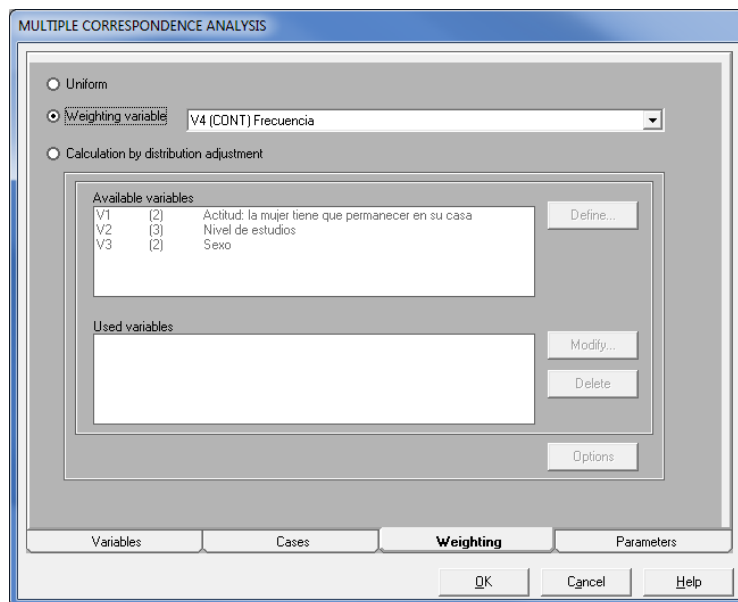 MULTIPLE CORRESPONDENCE ANALYSIS
Uniform
Weighting variable V4 (CONT) Frecuencia
Calculation by distribution adjustment
Available variables
V1 (2) Actitud: la mujer tiene que permanecer en su casa
V2 (3) Nivel de estudios
V3 (2) Sexo
Define...
Used variables
Modify...
Delete
Options
Variables Cases Weighting Parameters
OK Cancel Help